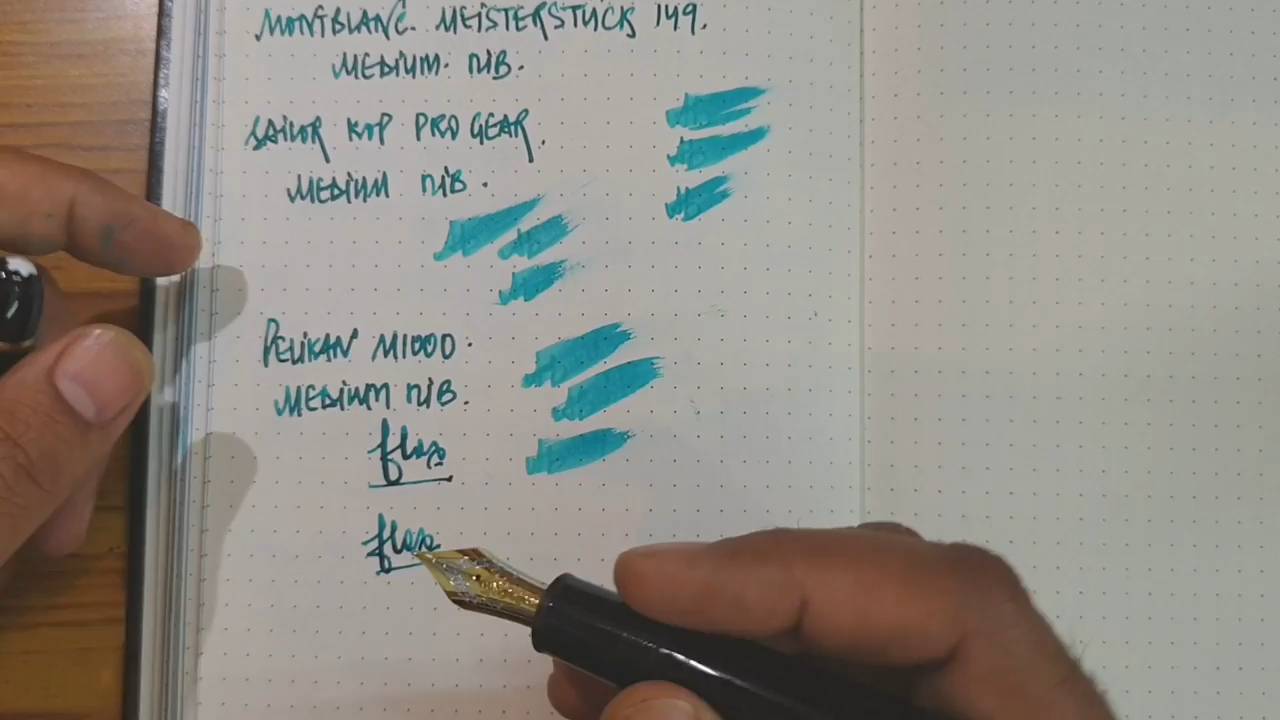 MONTBLANC. MEISTERSTUCK 149.
MEDIUM. NIB.
SAILOR KOP PRO GEAR.
MEDIUM NIB.
PELIKAN M1000.
MEDIUM NIB.
flex
flex